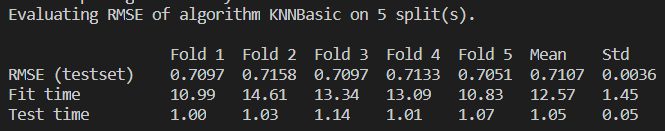 Evaluating RMSE of algorithm KNNBasic on 5 split(s).
Fold 1 Fold 2 Fold 3 Fold 4 Fold 5 Mean Std
RMSE (testset) 0.7097 0.7158 0.7097 0.7133 0.7051 0.7107 0.0036
Fit time 10.99 14.61 13.34 13.09 10.83 12.57 1.45
Test time 1.00 1.03 1.14 1.01 1.07 1.05 0.05